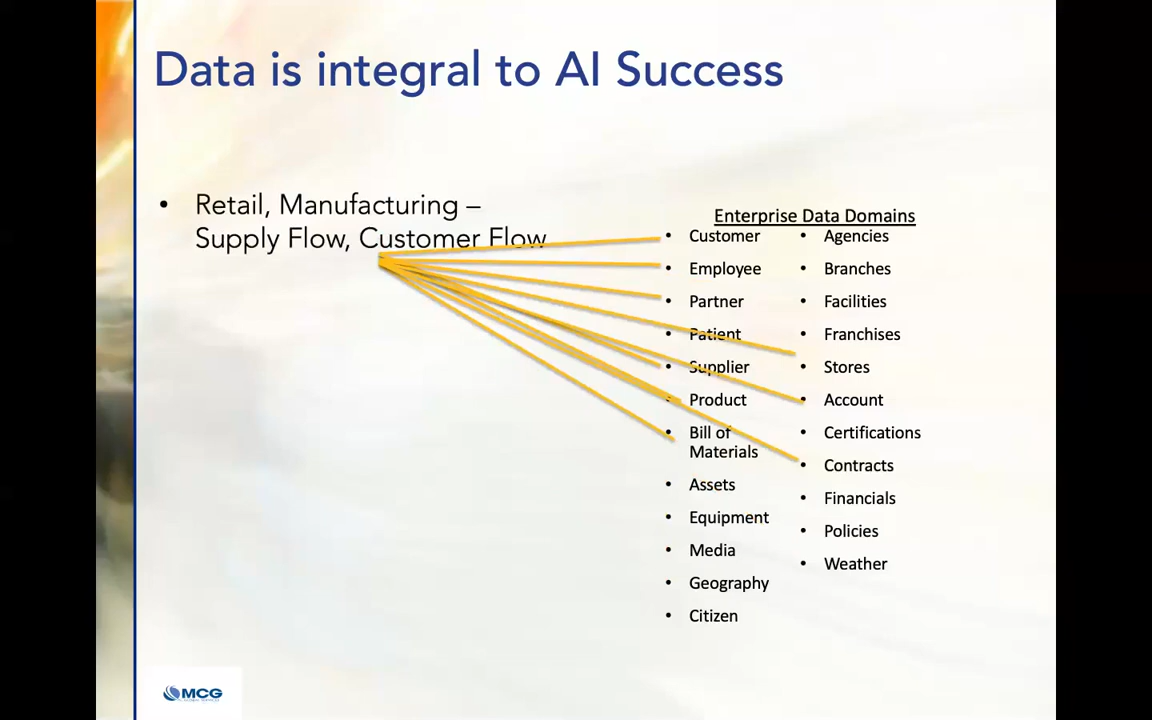 Data is integral to AI Success
• Retail, Manufacturing –
Supply Flow, Customer Flow
Enterprise Data Domains
• Customer
• Employee
• Partner
• Patient
• Supplier
• Product
• Bill of
Materials
• Assets
• Equipment
• Media
• Geography
• Citizen
• Agencies
• Branches
• Facilities
• Franchises
• Stores
• Account
• Certifications
• Contracts
• Financials
• Policies
• Weather
MCG